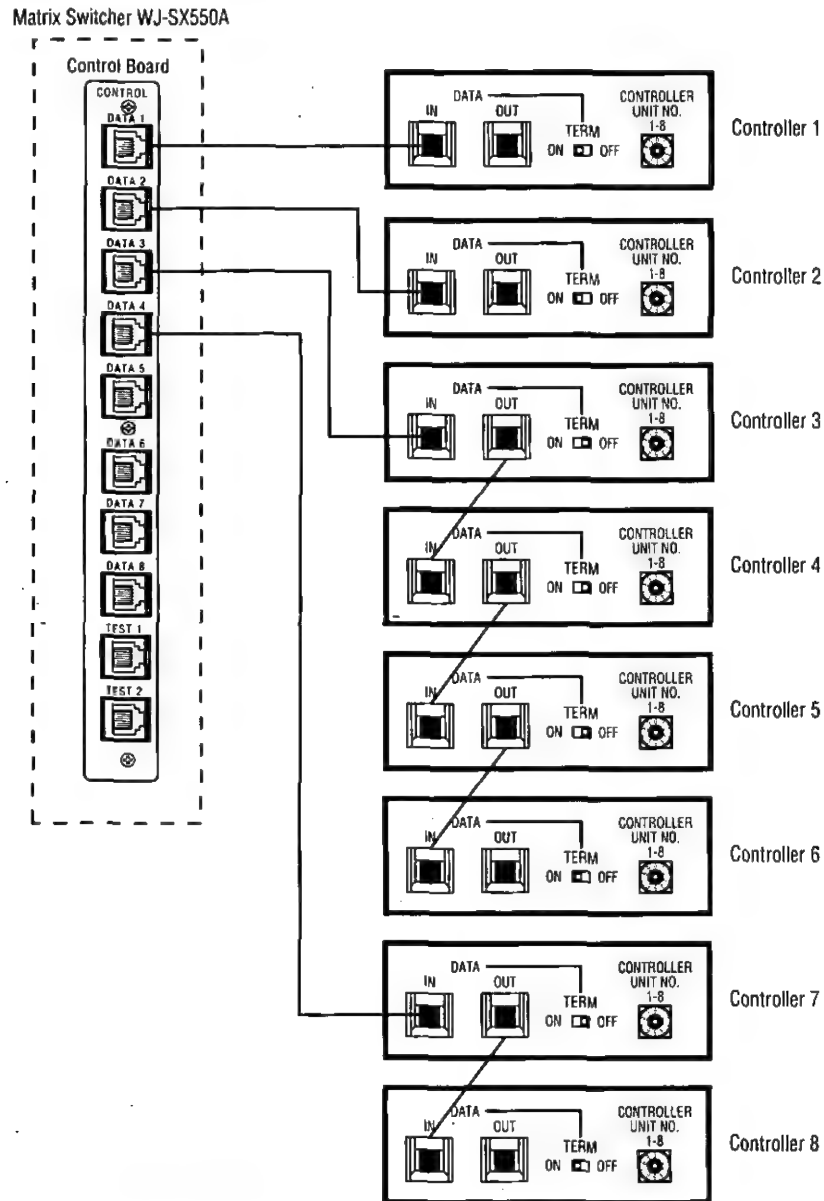 Matrix Switcher WJ-SX550A
Control Board
CONTROL
DATA 1
DATA 2
DATA 3
DATA 4
DATA 5
DATA 6
DATA 7
DATA 8
TEST 1
TEST 2
DATA
IN OUT
TERM
ON OFF
CONTROLLER
UNIT NO.
1-8
Controller 1
DATA
IN OUT
TERM
ON OFF
CONTROLLER
UNIT NO.
1-8
Controller 2
DATA
IN OUT
TERM
ON OFF
CONTROLLER
UNIT NO.
1-8
Controller 3
DATA
IN OUT
TERM
ON OFF
CONTROLLER
UNIT NO.
1-8
Controller 4
DATA
IN OUT
TERM
ON OFF
CONTROLLER
UNIT NO.
1-8
Controller 5
DATA
IN OUT
TERM
ON OFF
CONTROLLER
UNIT NO.
1-8
Controller 6
DATA
IN OUT
TERM
ON OFF
CONTROLLER
UNIT NO.
1-8
Controller 7
DATA
IN OUT
TERM
ON OFF
CONTROLLER
UNIT NO.
1-8
Controller 8